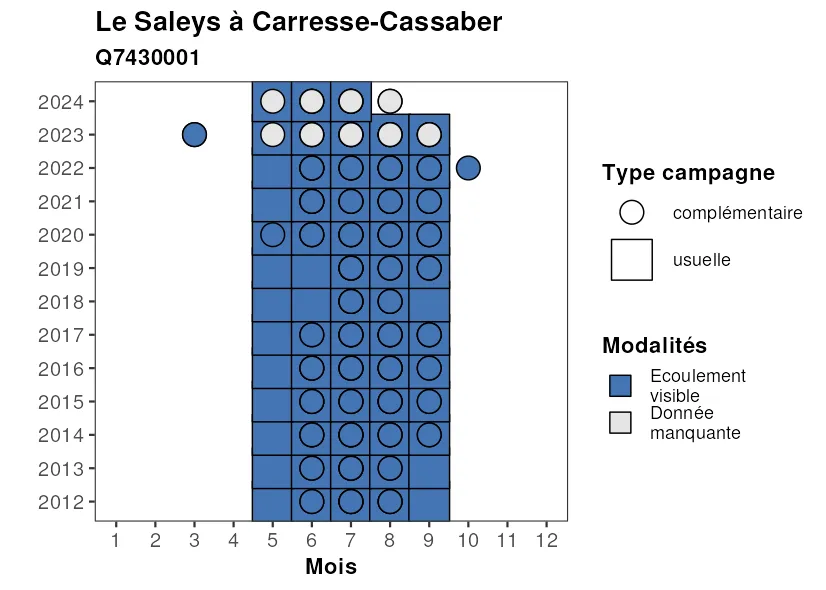 Le Saleys à Carresse-Cassaber
Q7430001
2024
2023
2022
2021
2020
2019
2018
2017
2016
2015
2014
2013
2012
1 2 3 4 5 6 7 8 9 10 11 12
Mois
Type campagne
complémentaire
usuelle
Modalités
Ecoulement
visible
Donnée
manquante